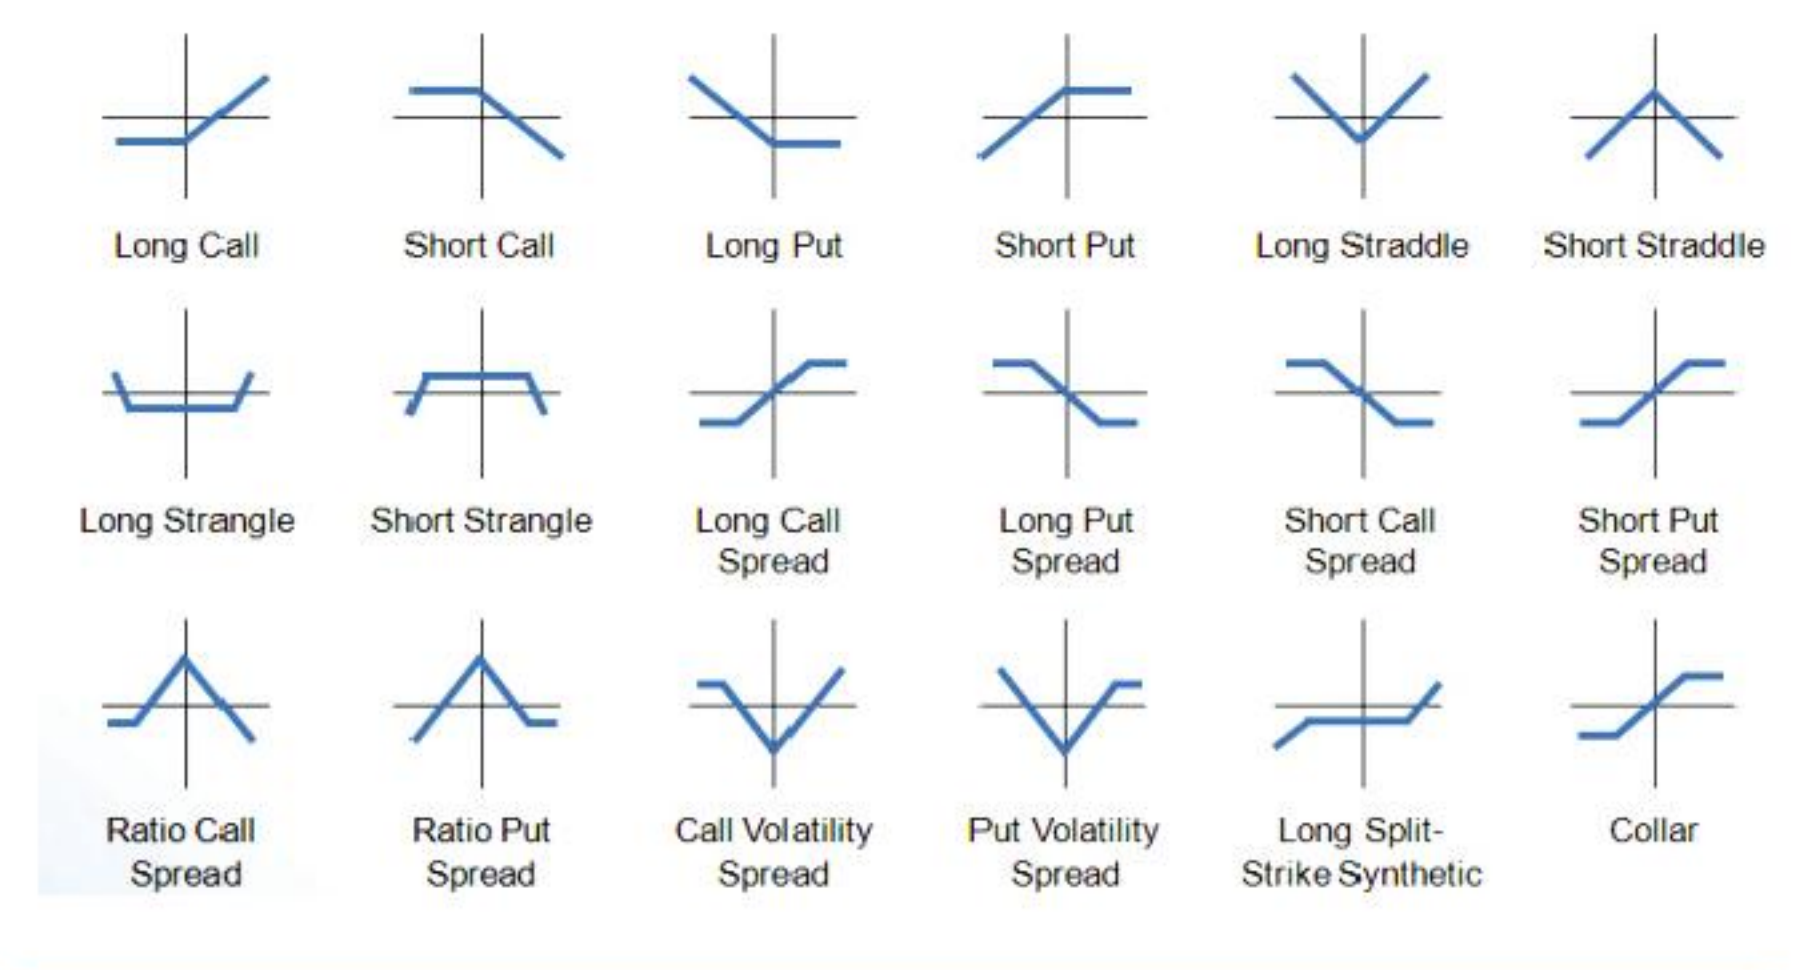 Long Call
Short Call
Long Put
Short Put
Long Straddle
Short Straddle
Long Strangle
Short Strangle
Long Call
Spread
Long Put
Spread
Short Call
Spread
Short Put
Spread
Ratio Call
Spread
Ratio Put
Spread
Call Volatility
Spread
Put Volatility
Spread
Long Split-
Strike Synthetic
Collar